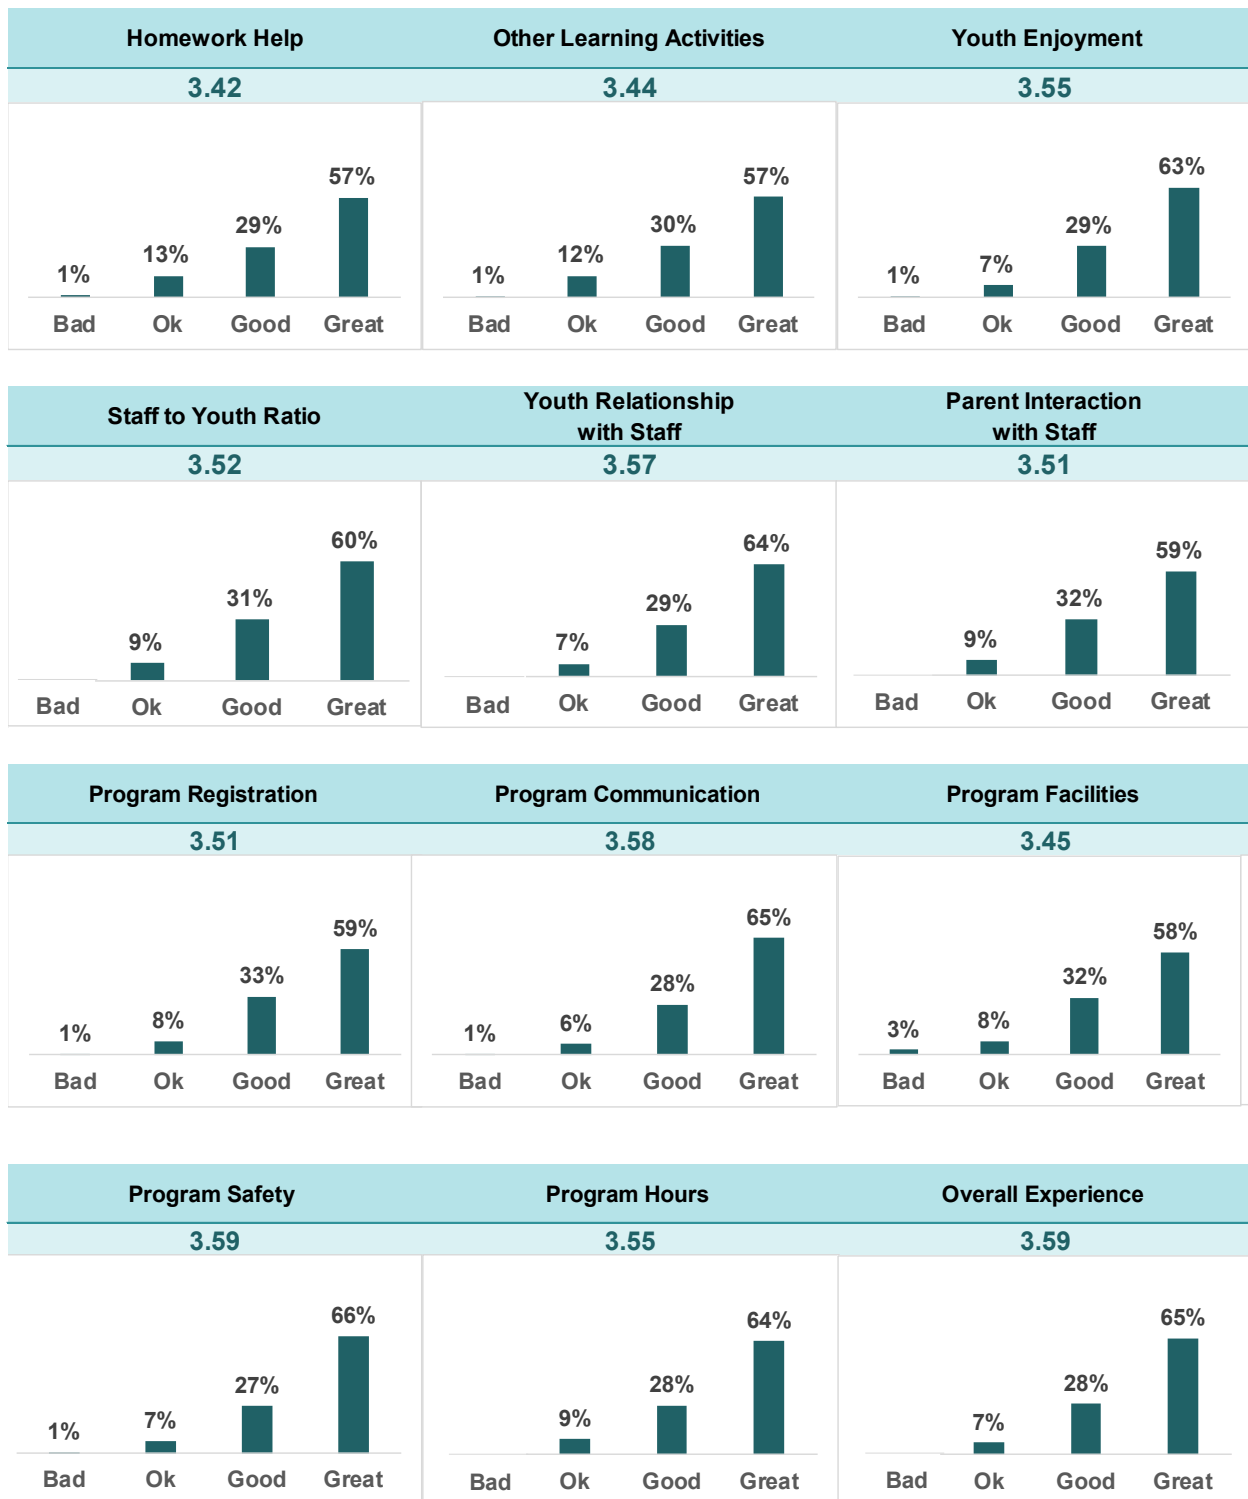 Homework Help Other Learning Activities Youth Enjoyment
3.42 3.44 3.55
57% 57% 63%
29% 30% 29%
13% 12% 7%
1% 1% 1%
Bad Ok Good Great Bad Ok Good Great Bad Ok Good Great
Staff to Youth Ratio Youth Relationship with Staff Parent Interaction with Staff
3.52 3.57 3.51
60% 64% 59%
31% 29% 32%
9% 7% 9%
Bad Ok Good Great Bad Ok Good Great Bad Ok Good Great
Program Registration Program Communication Program Facilities
3.51 3.58 3.45
59% 65% 58%
33% 28% 32%
8% 6% 8%
1% 1% 3%
Bad Ok Good Great Bad Ok Good Great Bad Ok Good Great
Program Safety Program Hours Overall Experience
3.59 3.55 3.59
66% 64% 65%
27% 28% 28%
7% 9% 7%
1%
Bad Ok Good Great Bad Ok Good Great Bad Ok Good Great